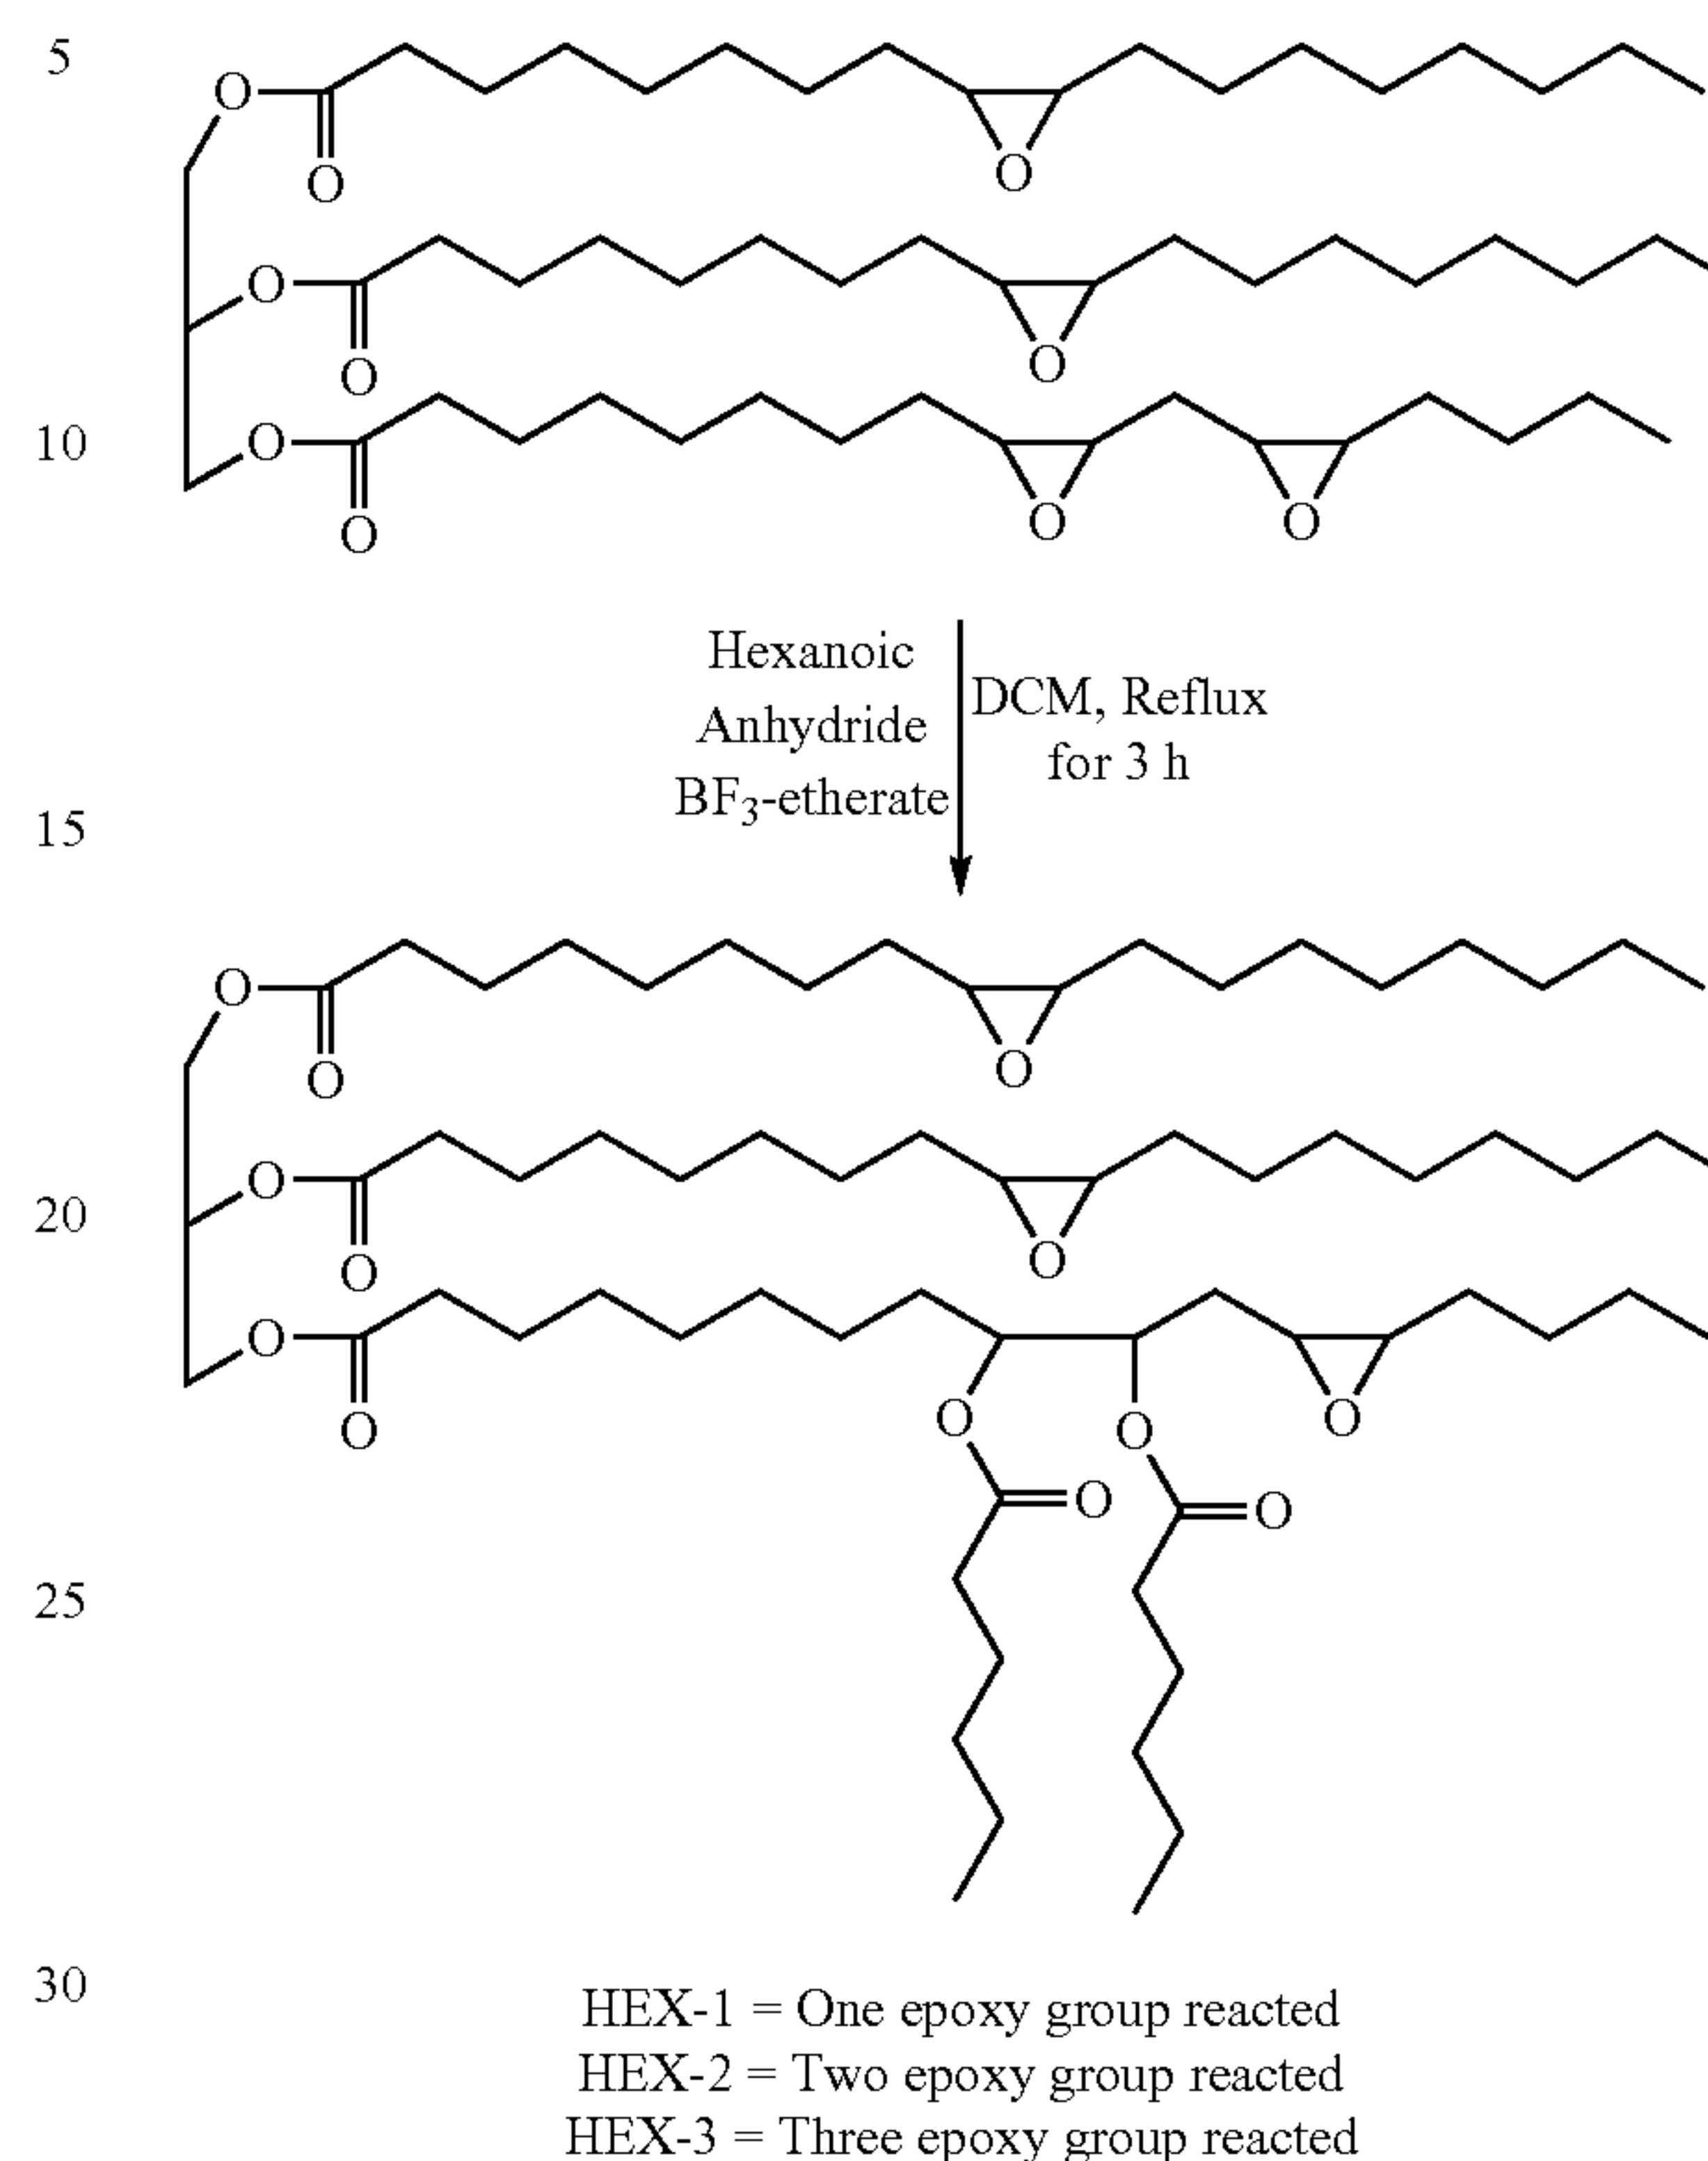 5
O
O
O
O
O
O
10
O
O
O
O
Hexanoic
Anhydride
BF3-etherate
DCM, Reflux
for 3 h
15
O
O
O
O
20
O
O
O
O
O
O
O
O
O
25
30
HEX-1 = One epoxy group reacted
HEX-2 = Two epoxy group reacted
HEX-3 = Three epoxy group reacted